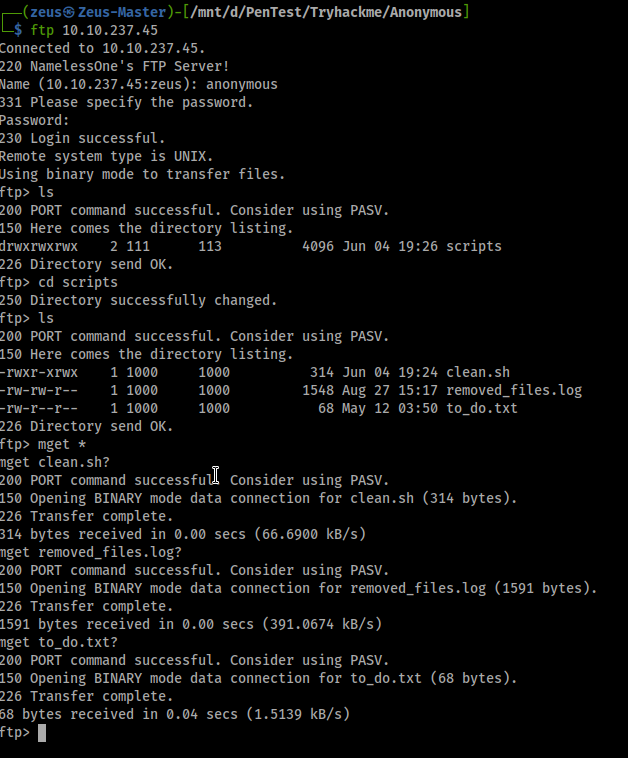 ┌──(zeus㉿Zeus-Master)-[/mnt/d/PenTest/Tryhackme/Anonymous]
└─$ ftp 10.10.237.45
Connected to 10.10.237.45.
220 NamelessOne's FTP Server!
Name (10.10.237.45:zeus): anonymous
331 Please specify the password.
Password:
230 Login successful.
Remote system type is UNIX.
Using binary mode to transfer files.
ftp> ls
200 PORT command successful. Consider using PASV.
150 Here comes the directory listing.
drwxrwxrwx    2 111      113          4096 Jun 04 19:26 scripts
226 Directory send OK.
ftp> cd scripts
250 Directory successfully changed.
ftp> ls
200 PORT command successful. Consider using PASV.
150 Here comes the directory listing.
-rwxr-xrwx    1 1000     1000          314 Jun 04 19:24 clean.sh
-rw-rw-r--    1 1000     1000         1548 Aug 27 15:17 removed_files.log
-rw-r--r--    1 1000     1000           68 May 12 03:50 to_do.txt
226 Directory send OK.
ftp> mget *
mget clean.sh?
200 PORT command successful. Consider using PASV.
150 Opening BINARY mode data connection for clean.sh (314 bytes).
226 Transfer complete.
314 bytes received in 0.00 secs (66.6900 kB/s)
mget removed_files.log?
200 PORT command successful. Consider using PASV.
150 Opening BINARY mode data connection for removed_files.log (1591 bytes).
226 Transfer complete.
1591 bytes received in 0.00 secs (391.0674 kB/s)
mget to_do.txt?
200 PORT command successful. Consider using PASV.
150 Opening BINARY mode data connection for to_do.txt (68 bytes).
226 Transfer complete.
68 bytes received in 0.04 secs (1.5139 kB/s)
ftp>